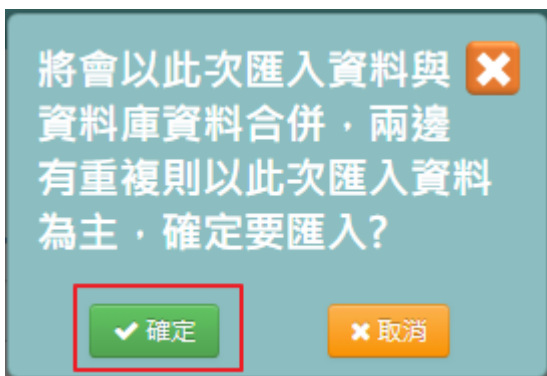 將會以此次匯入資料與
資料庫資料合併，兩邊
有重複則以此次匯入資料
為主，確定要匯入?
確定
取消